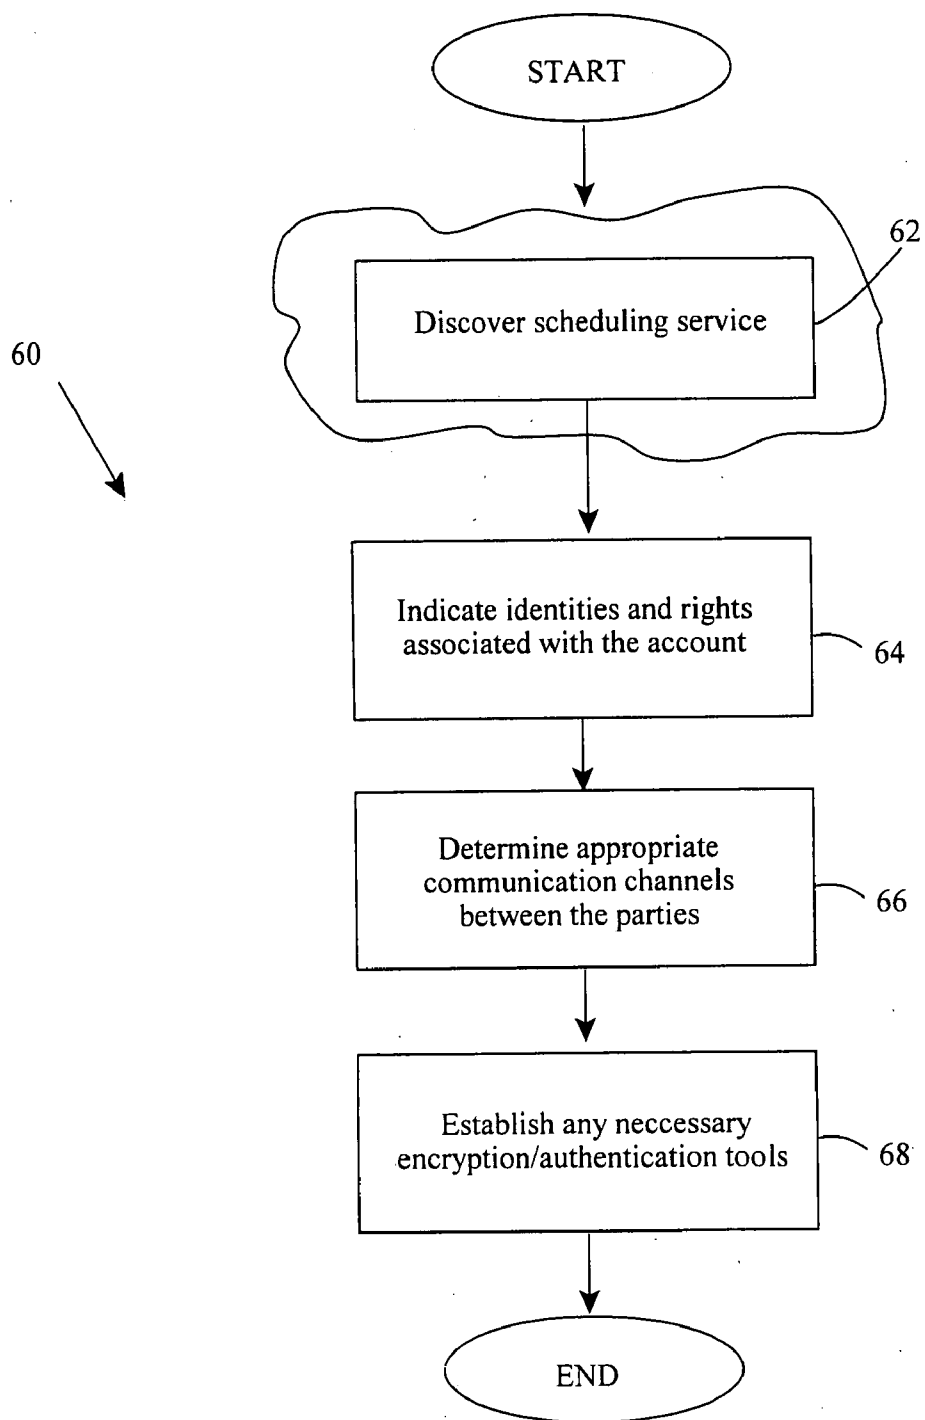 START
62
Discover scheduling service
60
Indicate identities and rights
associated with the account
64
Determine appropriate
communication channels
between the parties
66
Establish any neccessary
encryption/authentication tools
68
END